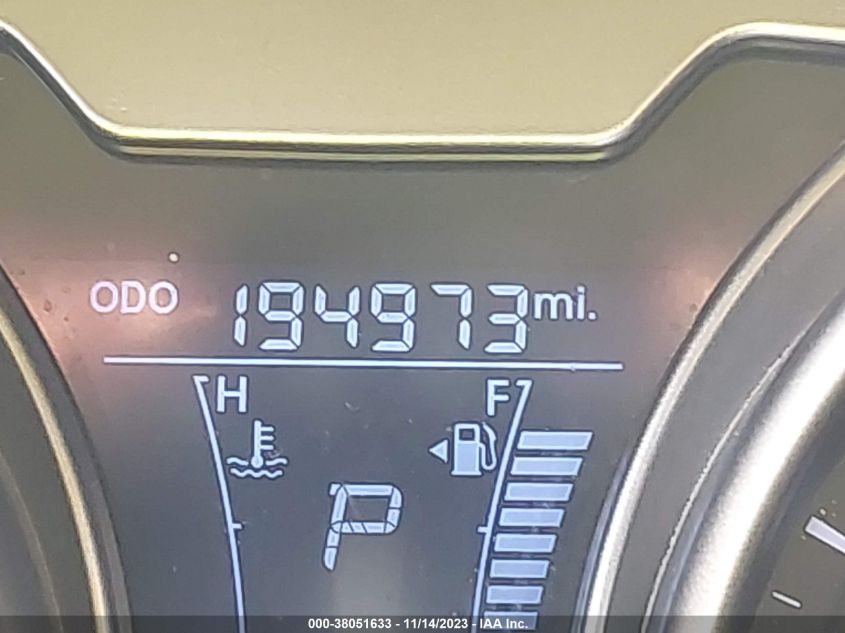 ODO 194973 mi.
H F
P
000-38051633 - 11/14/2023 - IAA Inc.